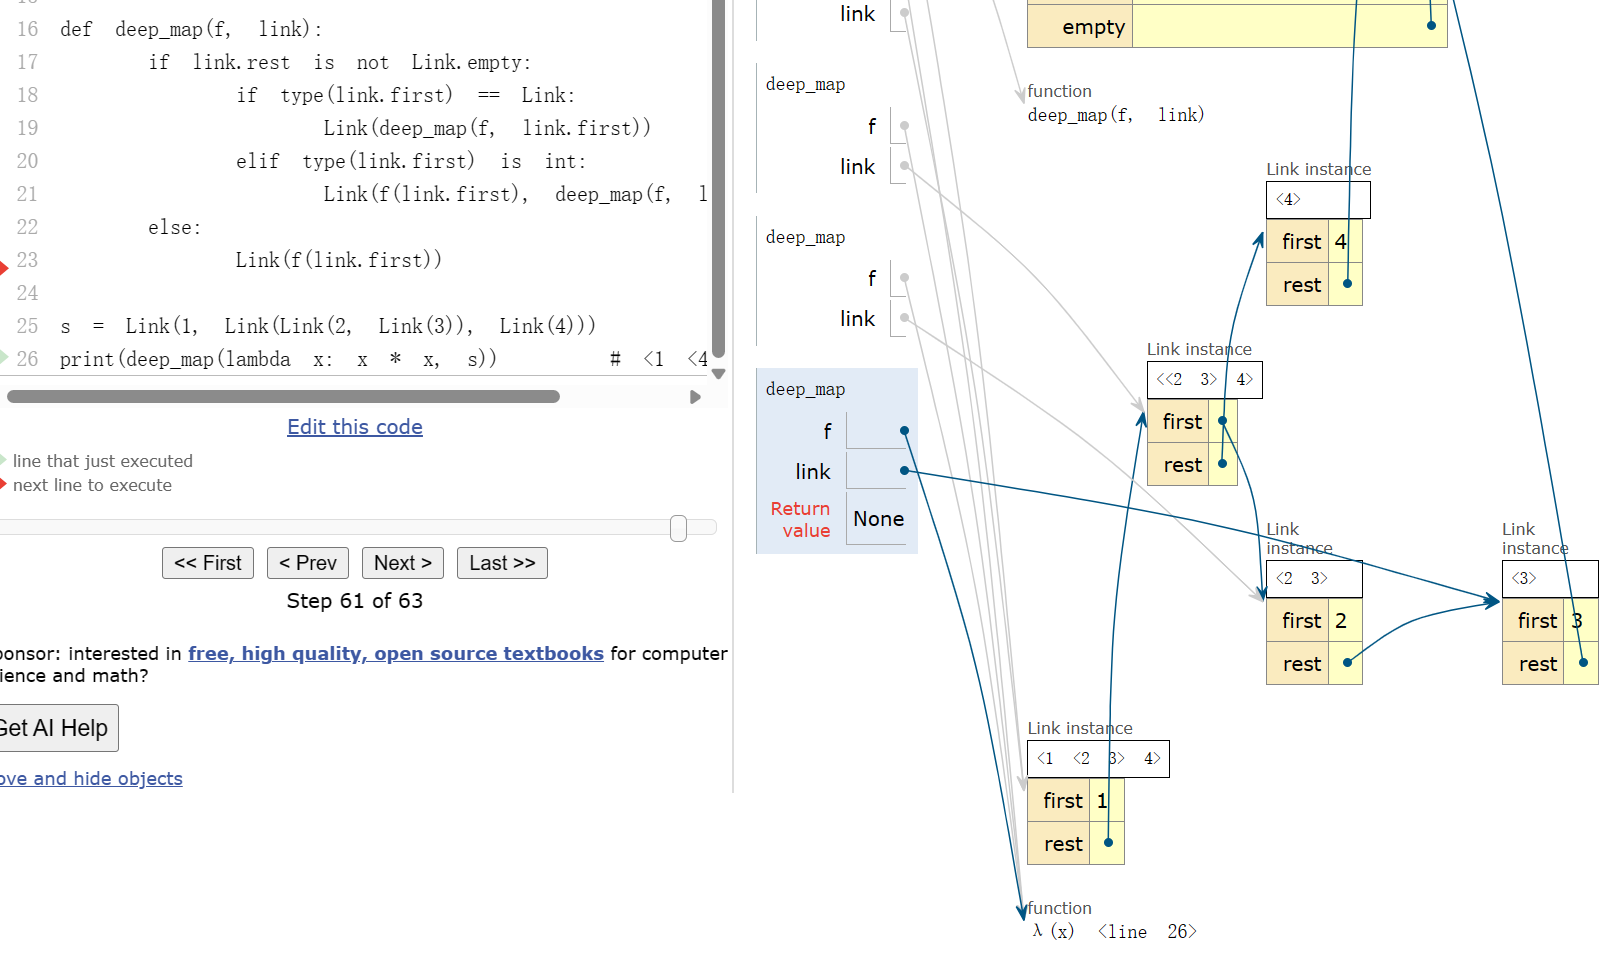 16 def deep_map(f, link):
17 if link.rest is not Link.empty:
18 if type(link.first) == Link:
19 Link(deep_map(f, link.first))
20 elif type(link.first) is int:
21 Link(f(link.first), deep_map(f, l
22 else:
23 Link(f(link.first))
24
25 s = Link(1, Link(Link(2, Link(3)), Link(4)))
26 print(deep_map(lambda x: x * x, s)) # <1 <4
Edit this code
line that just executed
next line to execute
<< First < Prev Next > Last >>
Step 61 of 63
onsor: interested in free, high quality, open source textbooks for computer
ience and math?
Get AI Help
ove and hide objects
link
deep_map
f
link
deep_map
f
link
deep_map
f
link
Return value None
empty
function
deep_map(f, link)
Link instance
<4>
first 4
rest
Link instance
<<2 3> 4>
first
rest
Link
instance
<2 3>
first 2
rest
Link
instance
<3>
first 3
rest
Link instance
<1 <2 3> 4>
first 1
rest
function
λ(x) <line 26>